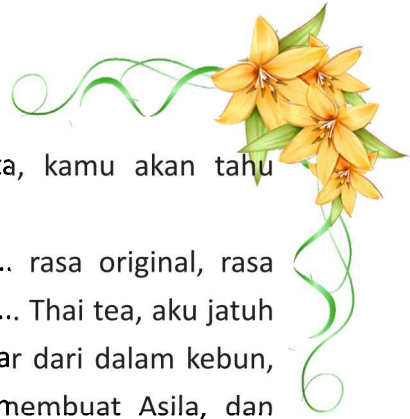 a, kamu akan tahu
.. rasa original, rasa
... Thai tea, aku jatuh
ar dari dalam kebun,
membuat Asila, dan